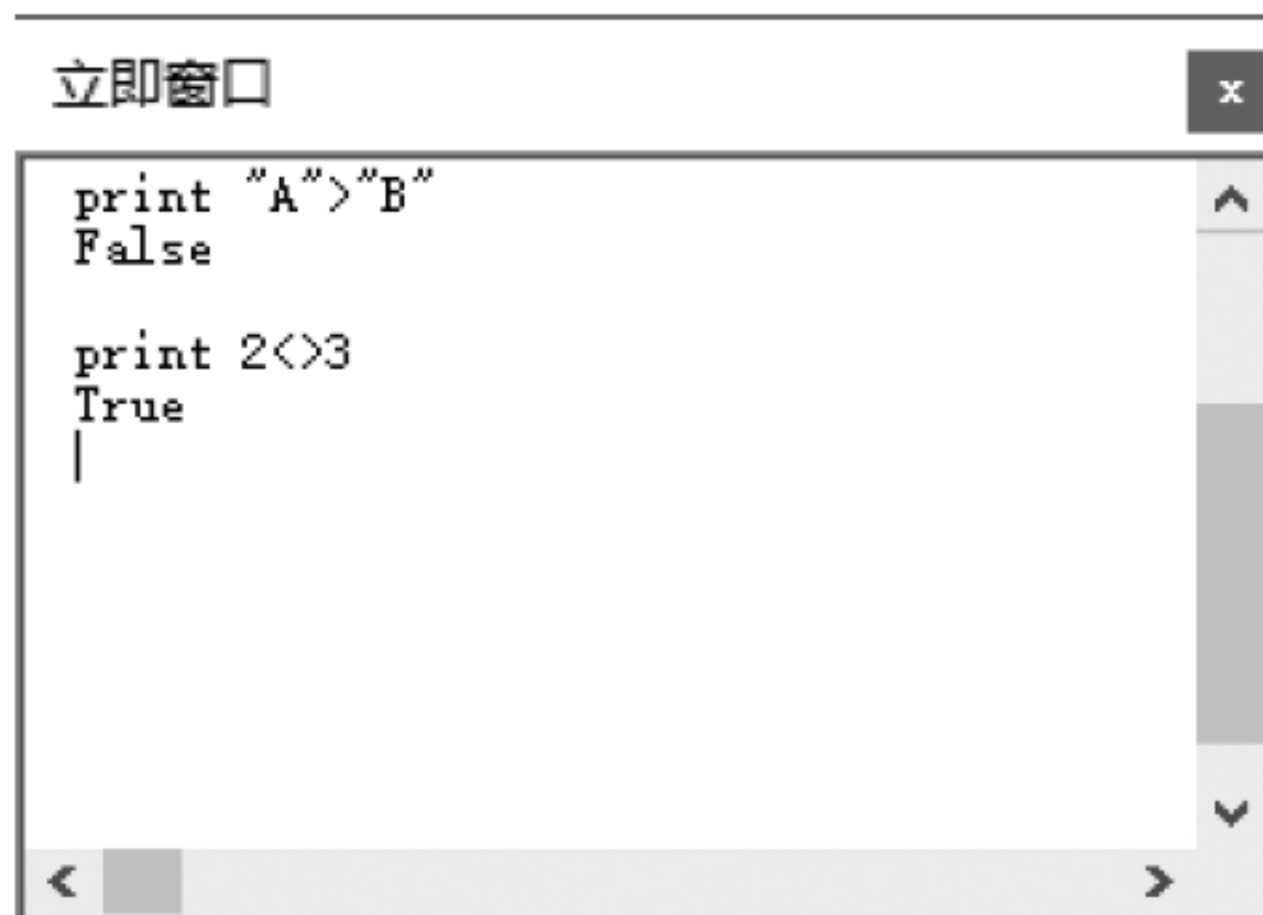 立即窗口
x
print "A">"B"
False
print 2<>3
True